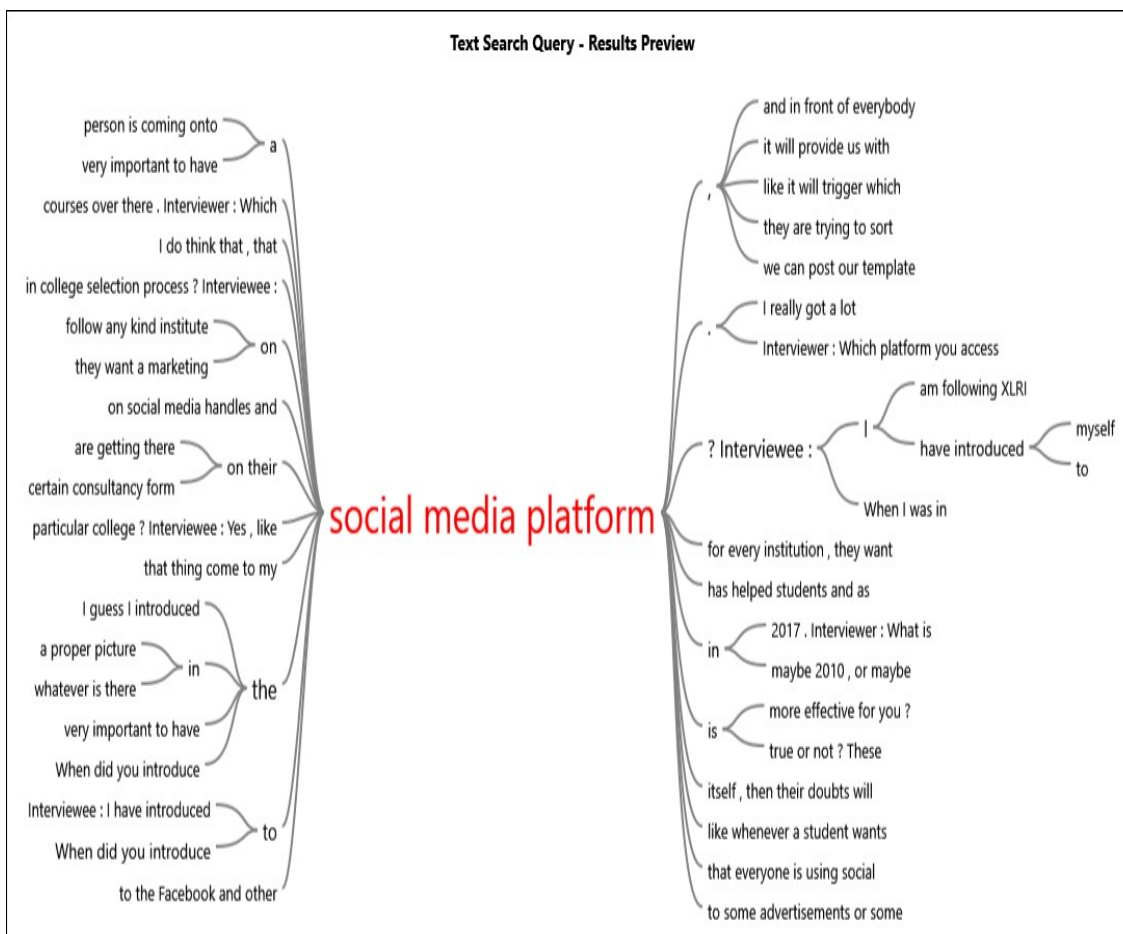 Text Search Query - Results Preview
person is coming onto
very important to have
a
courses over there . Interviewer : Which
I do think that , that
in college selection process ? Interviewee :
follow any kind institute
they want a marketing
on
on social media handles and
are getting there
certain consultancy form
on their
particular college ? Interviewee : Yes , like
that thing come to my
I guess I introduced
a proper picture
whatever is there
in
very important to have
When did you introduce
the
Interviewee : I have introduced
When did you introduce
to
to the Facebook and other
social media platform
,
and in front of everybody
it will provide us with
like it will trigger which
they are trying to sort
we can post our template
.
I really got a lot
Interviewer : Which platform you access
? Interviewee :
I
am following XLRI
have introduced
myself
to
When I was in
for every institution , they want
has helped students and as
in
2017 . Interviewer : What is
maybe 2010 , or maybe
is
more effective for you ?
true or not ? These
itself , then their doubts will
like whenever a student wants
that everyone is using social
to some advertisements or some